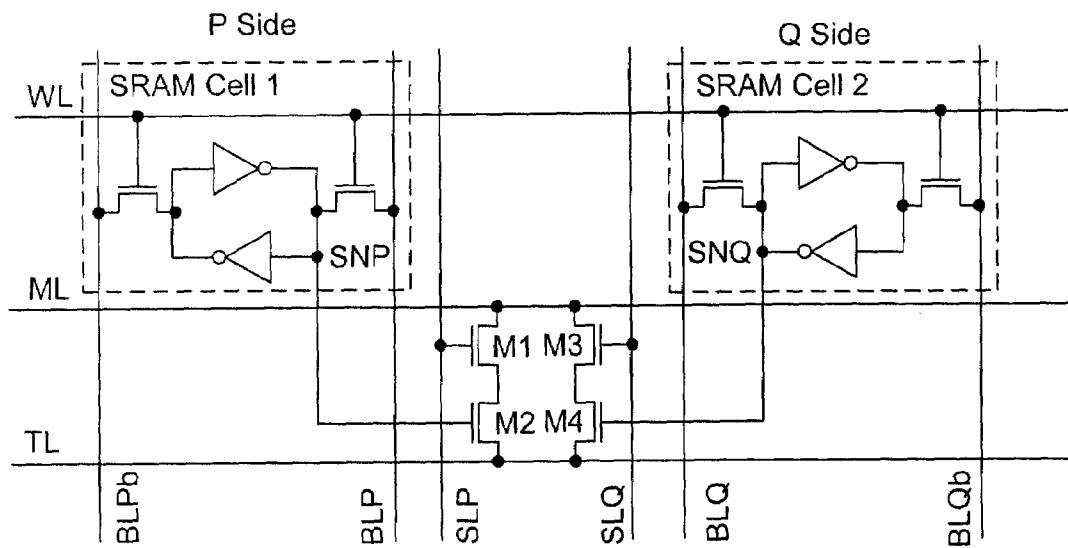 P Side
Q Side
SRAM Cell 1
SRAM Cell 2
WL
SNP
SNQ
ML
M1 M3
M2 M4
TL
BLPb
BLP
SLP
SLQ
BLQ
BLQb